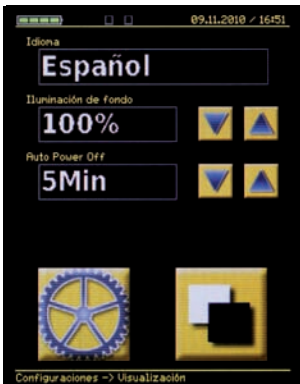 09.11.2010 / 16:51
Idioma
Español
Iluminación de fondo
100%
Auto Power Off
5Min
Configuraciones -> Visualización